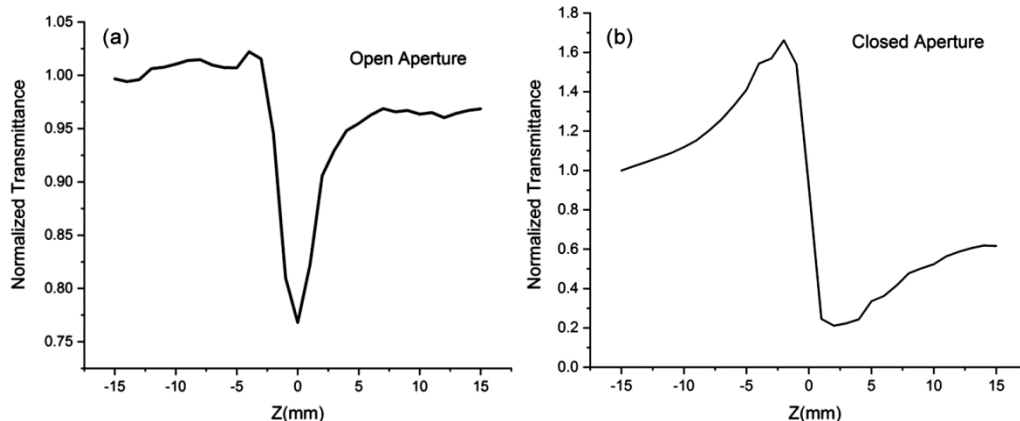 (a)
Open Aperture
Normalized Transmittance
1.05
1.00
0.95
0.90
0.85
0.80
0.75
-15 -10 -5 0 5 10 15
Z(mm)
(b)
Closed Aperture
Normalized Transmittance
1.8
1.6
1.4
1.2
1.0
0.8
0.6
0.4
0.2
0.0
-15 -10 -5 0 5 10 15
Z(mm)